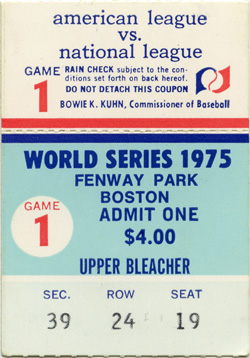 american league
vs.
national league
GAME
1
RAIN CHECK subject to the con-
ditions set forth on back hereof.
DO NOT DETACH THIS COUPON
BOWIE K. KUHN, Commissioner of Baseball
WORLD SERIES 1975
FENWAY PARK
BOSTON
GAME
1
ADMIT ONE
$4.00
UPPER BLEACHER
SEC. ROW SEAT
39 24 19